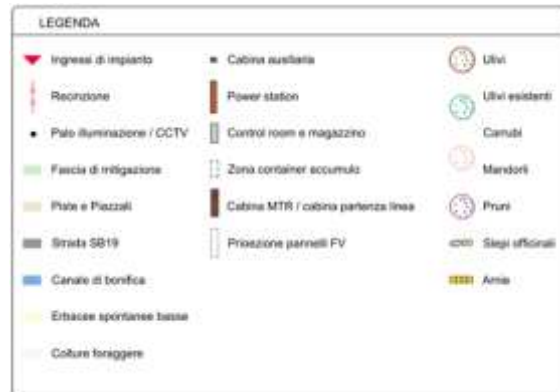 LEGENDA
Ingressi di impianto
Recinzione
Palo illuminazione / CCTV
Fascia di mitigazione
Piste e Piazzali
Strada SB19
Canale di bonifica
Erbacee spontanee basse
Colture foraggere
Cabina ausiliaria
Power station
Control room e magazzino
Zona container accumulo
Cabina MTR / cabina partenza linea
Proiezione pannelli FV
Ulivi
Ulivi esistenti
Carrubi
Mandorli
Pruni
Siepi officinali
Arnie